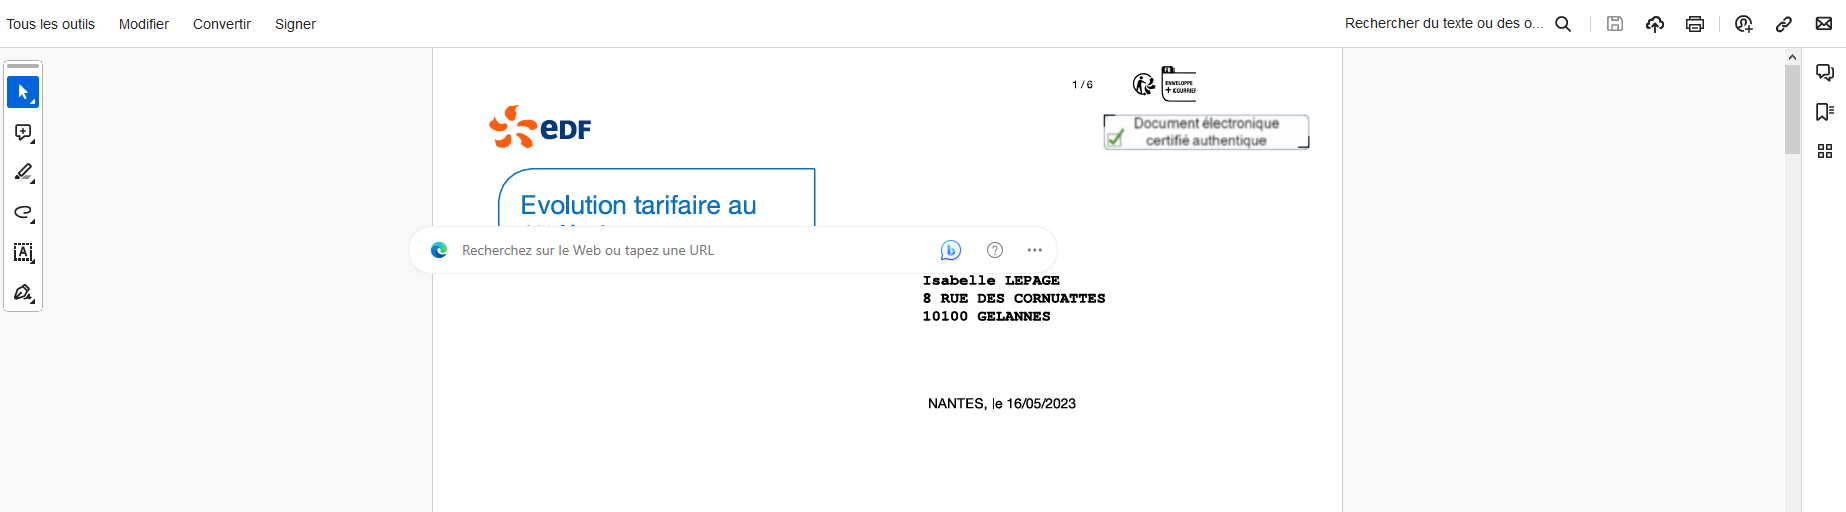 Tous les outils Modifier Convertir Signer Rechercher du texte ou des o...
1 / 6
FR
ENVELOPPE
+ COURRIER
edF
Document électronique
certifié authentique
Evolution tarifaire au
Recherchez sur le Web ou tapez une URL
Isabelle LEPAGE
8 RUE DES CORNUATTES
10100 GELANNES
NANTES, le 16/05/2023